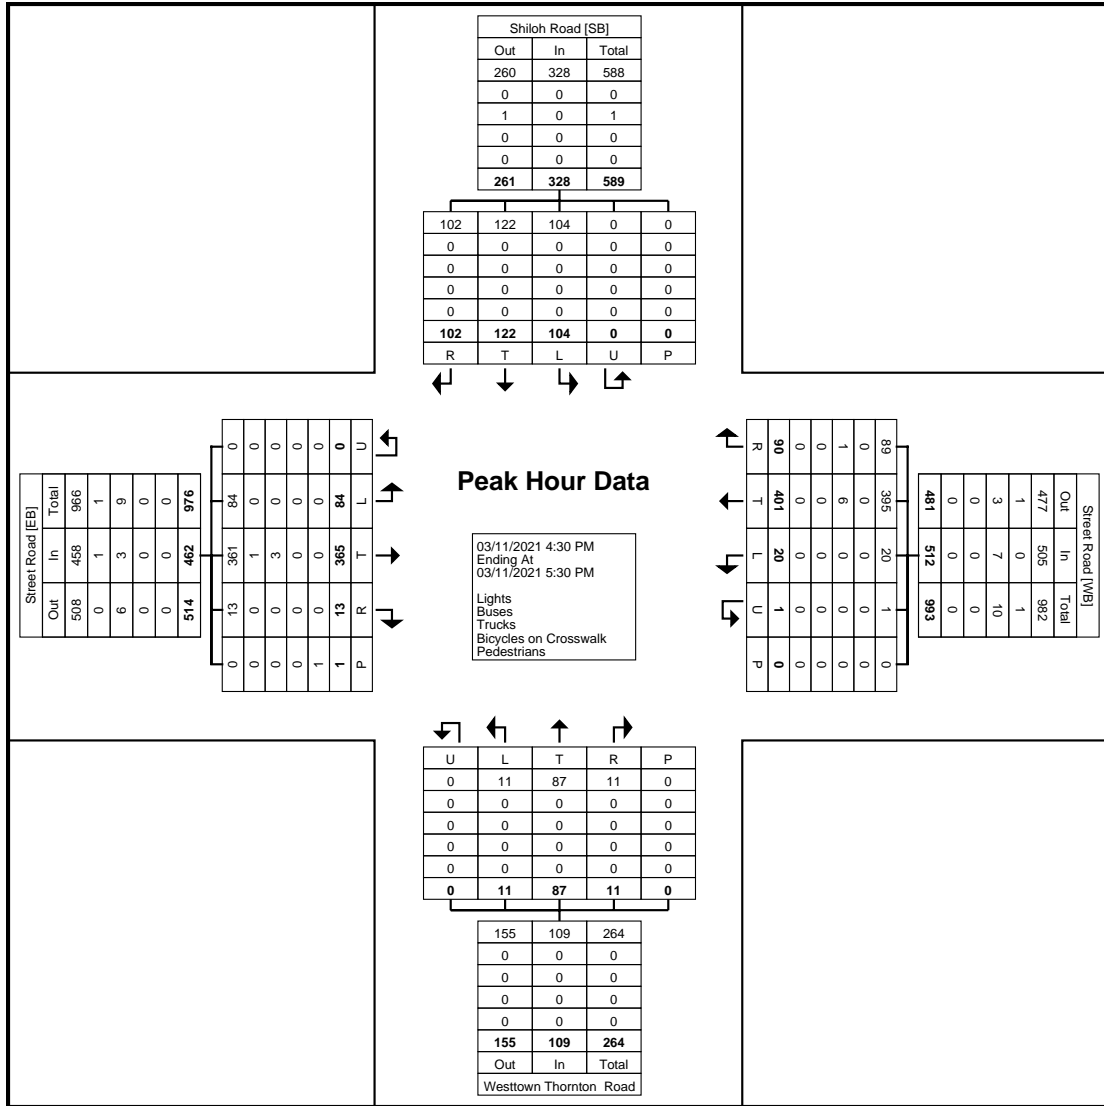 Shiloh Road [SB]
Out In Total
260 328 588
0 0 0
1 0 1
0 0 0
0 0 0
261 328 589
102 122 104 0 0
0 0 0 0 0
0 0 0 0 0
0 0 0 0 0
0 0 0 0 0
102 122 104 0 0
R T L U P
Street Road [EB]
Total In Out
966 458 508
1 1 0
9 3 6
0 0 0
0 0 0
976 462 514
0 84 361 13 0
0 0 1 0 0
0 0 3 0 0
0 0 0 0 0
0 0 0 0 1
0 84 365 13 1
U L T R P
Peak Hour Data
03/11/2021 4:30 PM
Ending At
03/11/2021 5:30 PM
Lights
Buses
Trucks
Bicycles on Crosswalk
Pedestrians
R T L U P
90 401 20 1 0
0 0 0 0 0
0 0 0 0 0
1 6 0 0 0
0 0 0 0 0
89 395 20 1 0
Street Road [WB]
Out In Total
477 505 982
1 0 1
3 7 10
0 0 0
0 0 0
481 512 993
U L T R P
0 11 87 11 0
0 0 0 0 0
0 0 0 0 0
0 0 0 0 0
0 0 0 0 0
0 11 87 11 0
155 109 264
0 0 0
0 0 0
0 0 0
0 0 0
155 109 264
Out In Total
Westtown Thornton Road